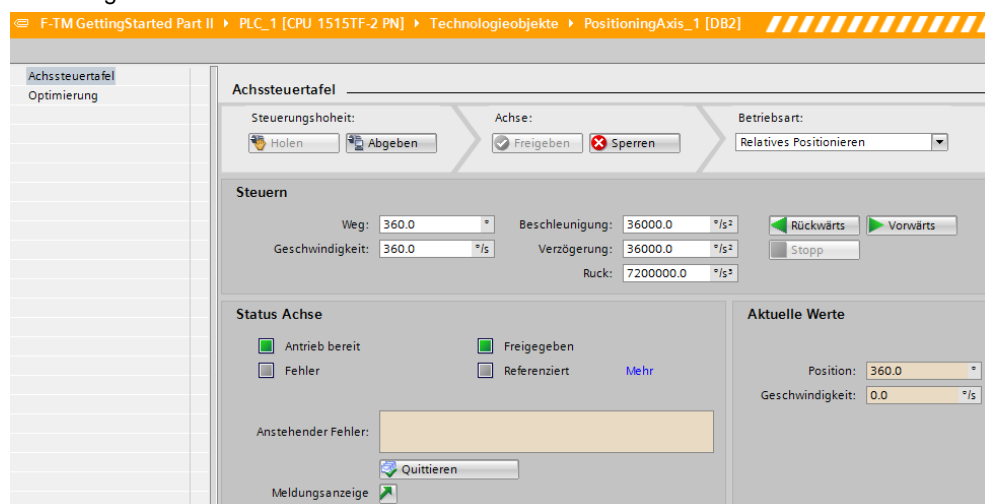 F-TM GettingStarted Part II ▸ PLC_1 [CPU 1515TF-2 PN] ▸ Technologieobjekte ▸ PositioningAxis_1 [DB2]
Achssteuertafel
Optimierung
Achssteuertafel
Steuerungshoheit: Achse: Betriebsart:
Holen Abgeben Freigeben Sperren Relatives Positionieren
Steuern
Weg: 360.0 ° Beschleunigung: 36000.0 °/s² Rückwärts Vorwärts
Geschwindigkeit: 360.0 °/s Verzögerung: 36000.0 °/s² Stopp
Ruck: 7200000.0 °/s³
Status Achse Aktuelle Werte
Antrieb bereit Freigegeben
Fehler Referenziert Mehr Position: 360.0 °
Geschwindigkeit: 0.0 °/s
Anstehender Fehler:
Quittieren
Meldungsanzeige